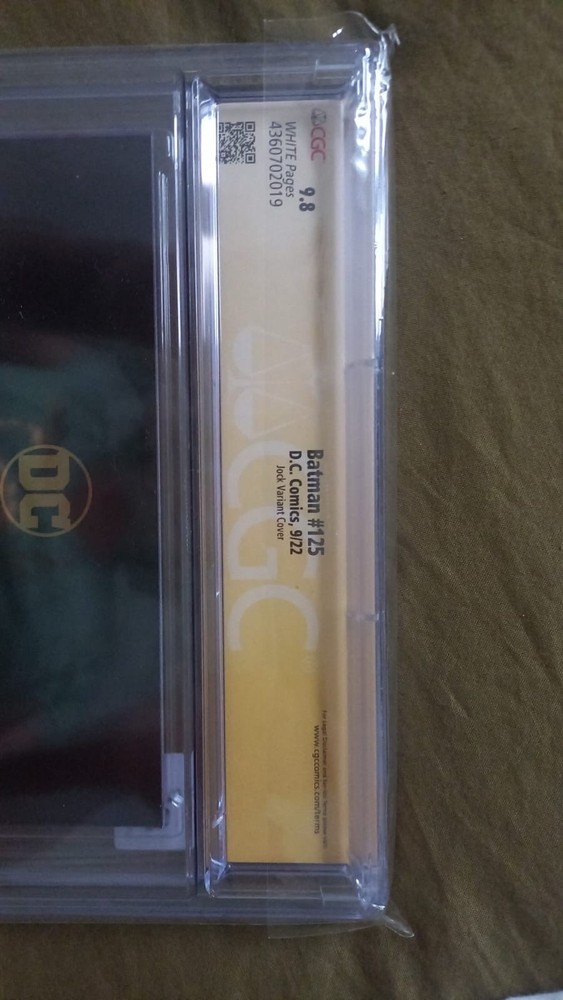 CGC
9.8
WHITE Pages
4360702019
Batman #125
D.C. Comics, 9/22
Jock Variant Cover
CGC
www.cgccomics.com/terms
DC